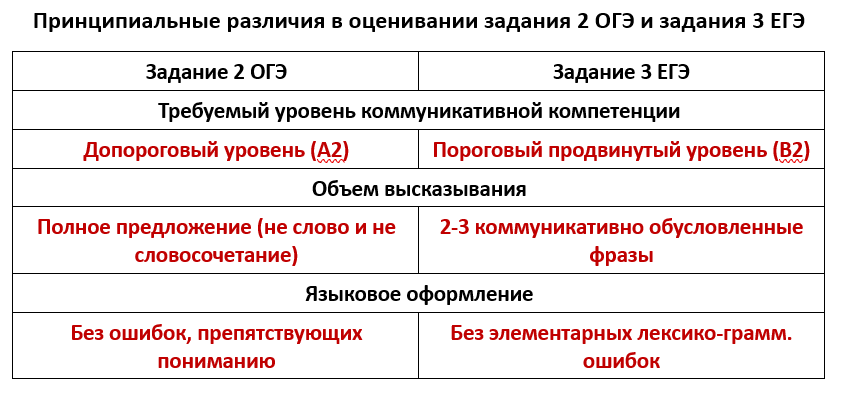 Принципиальные различия в оценивании задания 2 ОГЭ и задания 3 ЕГЭ
Задание 2 ОГЭ
Задание 3 ЕГЭ
Требуемый уровень коммуникативной компетенции
Допороговый уровень (А2)
Пороговый продвинутый уровень (В2)
Объем высказывания
Полное предложение (не слово и не
словосочетание)
2-3 коммуникативно обусловленные
фразы
Языковое оформление
Без ошибок, препятствующих
пониманию
Без элементарных лексико-грамм.
ошибок